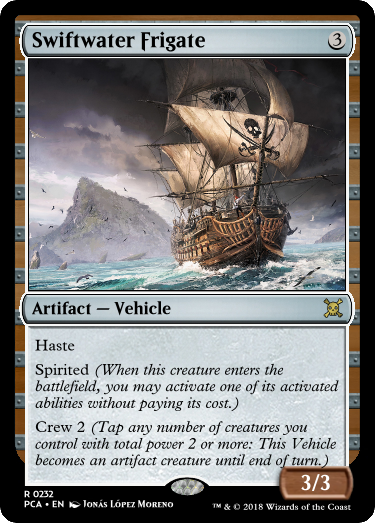 Swiftwater Frigate 3
Artifact — Vehicle
Haste
Spirited (When this creature enters the
battlefield, you may activate one of its activated
abilities without paying its cost.)
Crew 2 (Tap any number of creatures you
control with total power 2 or more: This Vehicle
becomes an artifact creature until end of turn.)
3/3
R 0232
PCA • EN Jonás López Moreno
™ & © 2018 Wizards of the Coast